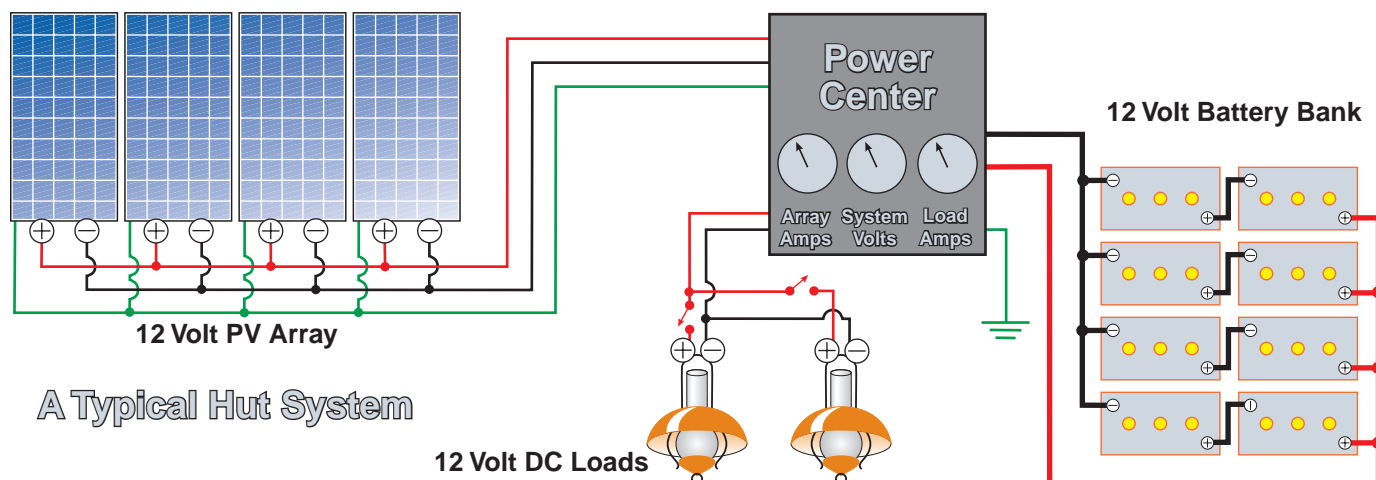 Power
Center
Array
Amps
System
Volts
Load
Amps
12 Volt Battery Bank
12 Volt PV Array
A Typical Hut System
12 Volt DC Loads